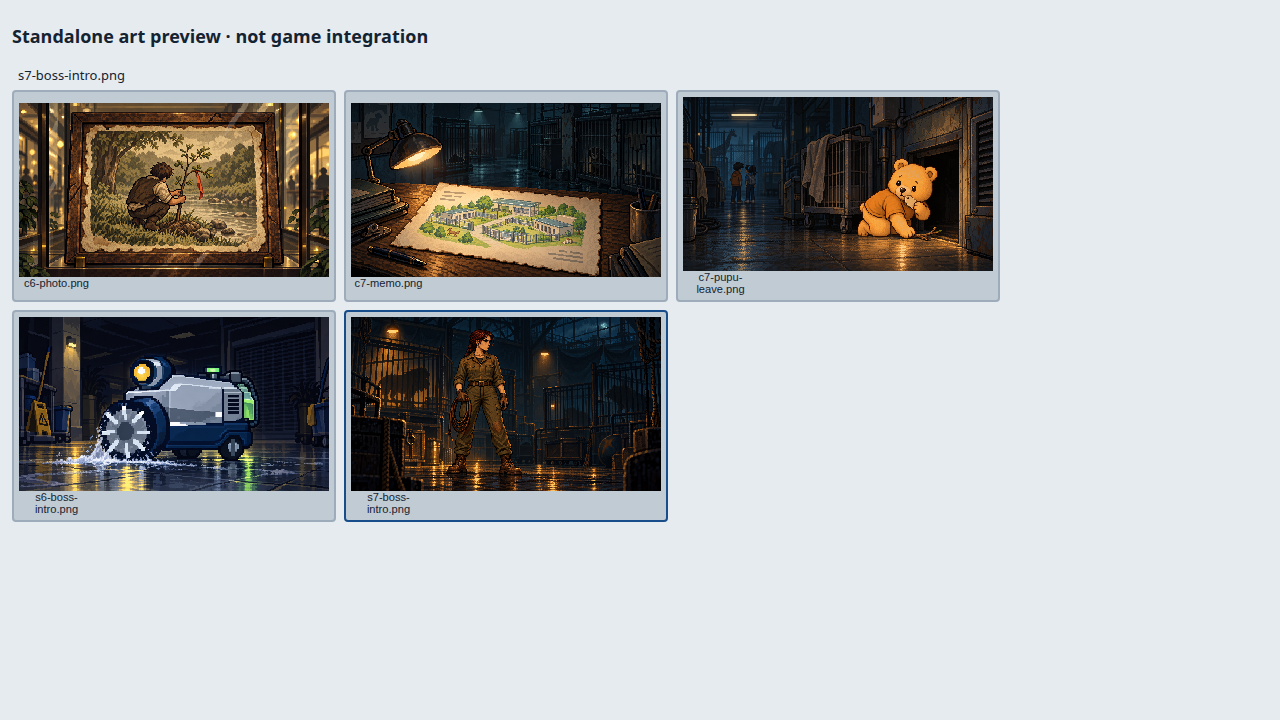 Standalone art preview · not game integration
s7-boss-intro.png
c6-photo.png
c7-memo.png
c7-pupu-
leave.png
s6-boss-
intro.png
s7-boss-
intro.png